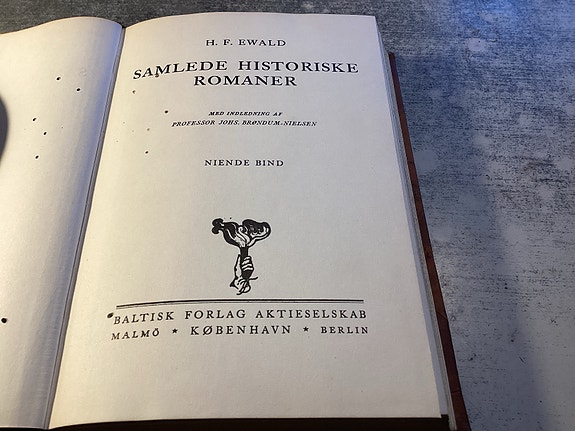 H. F. EWALD
SAMLEDE HISTORISKE
ROMANER
MED INDLEDNING AF
PROFESSOR JOHS. BRØNDUM-NIELSEN
NIENDE BIND
BALTISK FORLAG AKTIESELSKAB
MALMÖ ★ KØBENHAVN ★ BERLIN